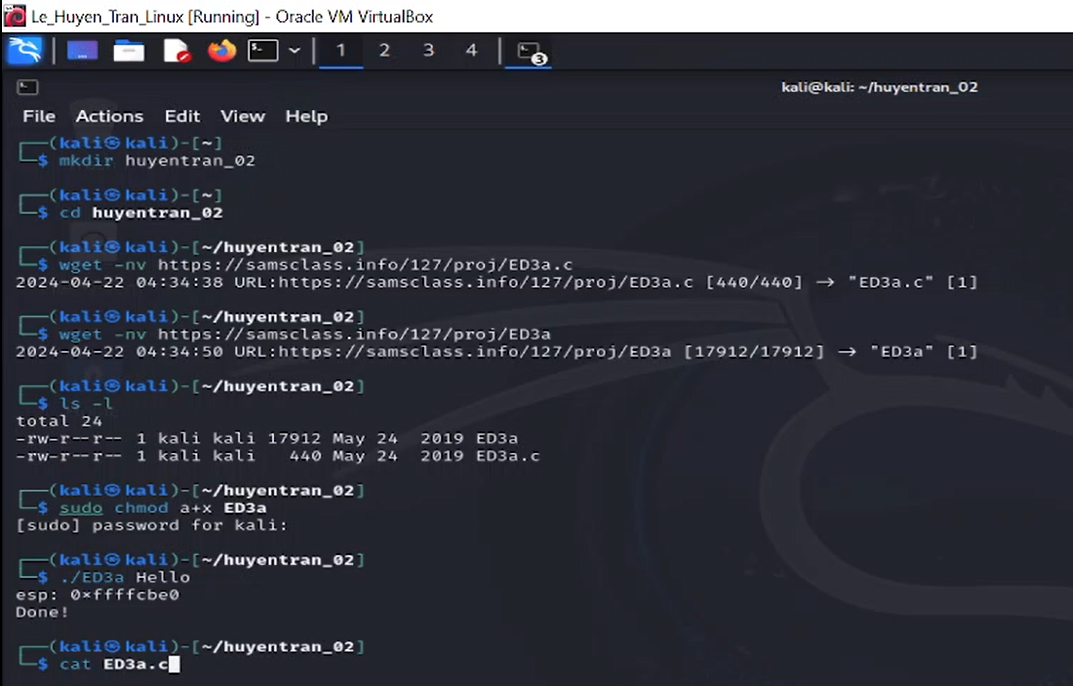 Le_Huyen_Tran_Linux [Running] - Oracle VM VirtualBox
1 2 3 4 3
kali@kali: ~/huyentran_02
File Actions Edit View Help
┌──(kali㉿kali)-[~]
└─$ mkdir huyentran_02
┌──(kali㉿kali)-[~]
└─$ cd huyentran_02
┌──(kali㉿kali)-[~/huyentran_02]
└─$ wget -nv https://samsclass.info/127/proj/ED3a.c
2024-04-22 04:34:38 URL:https://samsclass.info/127/proj/ED3a.c [440/440] → "ED3a.c" [1]
┌──(kali㉿kali)-[~/huyentran_02]
└─$ wget -nv https://samsclass.info/127/proj/ED3a
2024-04-22 04:34:50 URL:https://samsclass.info/127/proj/ED3a [17912/17912] → "ED3a" [1]
┌──(kali㉿kali)-[~/huyentran_02]
└─$ ls -l
total 24
-rw-r--r-- 1 kali kali 17912 May 24  2019 ED3a
-rw-r--r-- 1 kali kali   440 May 24  2019 ED3a.c
┌──(kali㉿kali)-[~/huyentran_02]
└─$ sudo chmod a+x ED3a
[sudo] password for kali:
┌──(kali㉿kali)-[~/huyentran_02]
└─$ ./ED3a Hello
esp: 0×ffffcbe0
Done!
┌──(kali㉿kali)-[~/huyentran_02]
└─$ cat ED3a.c